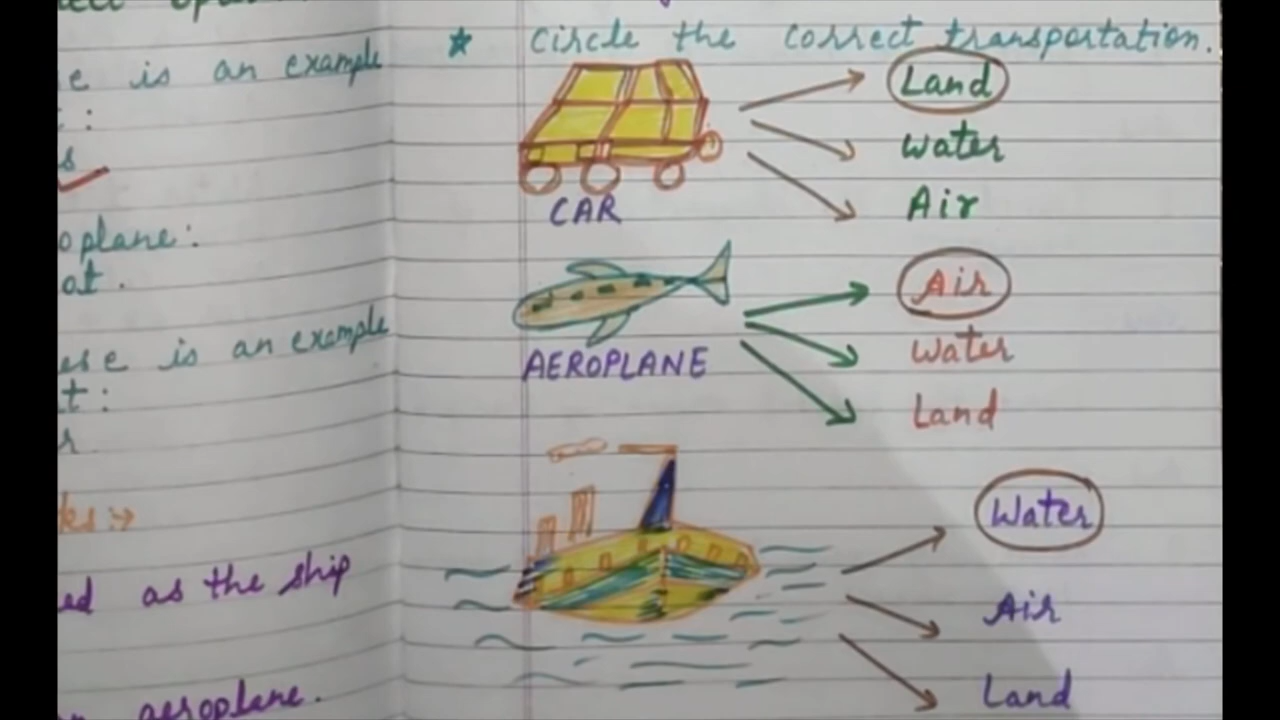 is an example
:
oplane:
at.
is an example
t:
r
as the ship
aeroplane.
★ Circle the correct transportation.
Land
Water
Air
CAR
Air
Water
Land
AEROPLANE
Water
Air
Land